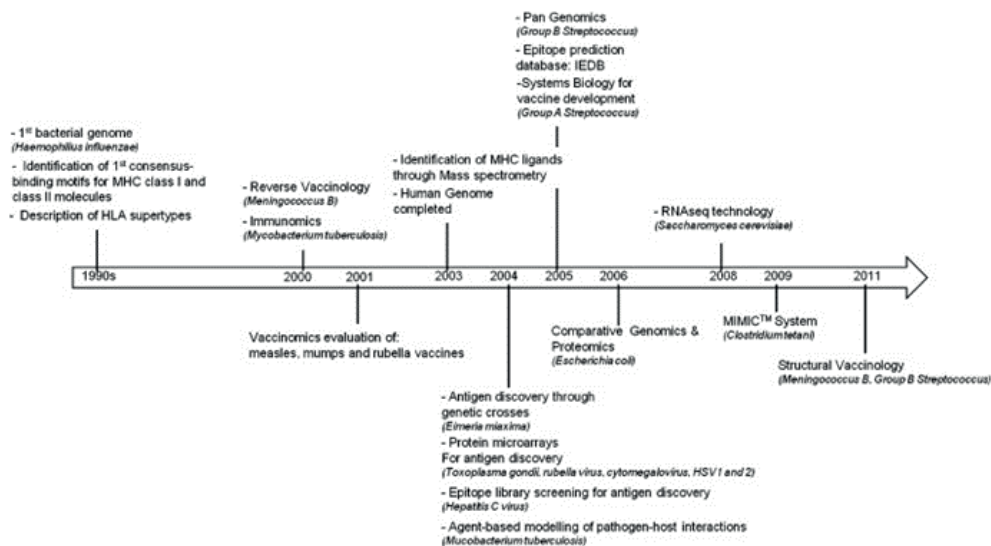 - Pan Genomics
(Group B Streptococcus)
- Epitope prediction
database: IEDB
-Systems Biology for
vaccine development
(Group A Streptococcus)
- 1st bacterial genome
(Haemophilius influenzae)
- Identification of 1st consensus-
binding motifs for MHC class I and
class II molecules
- Description of HLA supertypes
- Reverse Vaccinology
(Meningococcus B)
- Immunomics
(Mycobacterium tuberculosis)
- Identification of MHC ligands
through Mass spectrometry
- Human Genome
completed
- RNAseq technology
(Saccharomyces cerevisiae)
1990s 2000 2001 2003 2004 2005 2006 2008 2009 2011
Vaccinomics evaluation of:
measles, mumps and rubella vaccines
Comparative Genomics &
Proteomics
(Escherichia coli)
MIMIC™ System
(Clostridium tetani)
Structural Vaccinology
(Meningococcus B, Group B Streptococcus)
- Antigen discovery through
genetic crosses
(Eimeria miaxima)
- Protein microarrays
For antigen discovery
(Toxoplasma gondii, rubella virus, cytomegalovirus, HSV1 and 2)
- Epitope library screening for antigen discovery
(Hepatitis C virus)
- Agent-based modelling of pathogen-host interactions
(Mucobacterium tuberculosis)